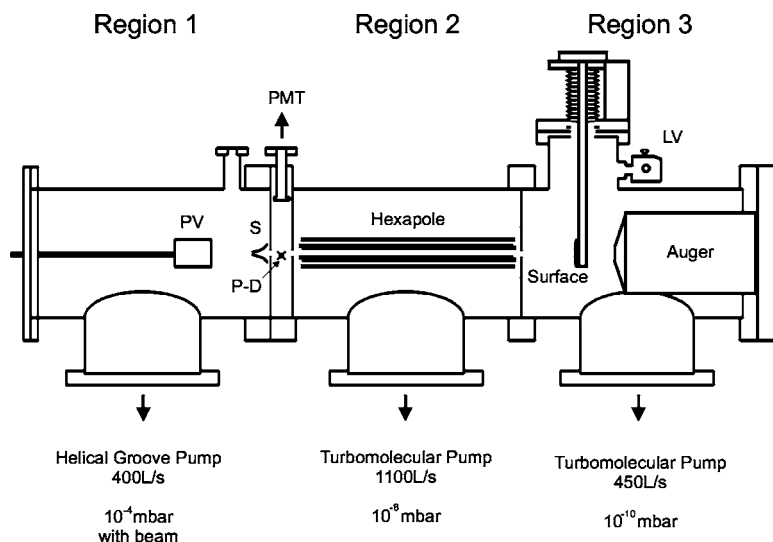 Region 1
Region 2
Region 3
PMT
LV
PV
S
Hexapole
P-D
Surface
Auger
Helical Groove Pump
400L/s
10⁻⁴mbar
with beam
Turbomolecular Pump
1100L/s
10⁻⁸mbar
Turbomolecular Pump
450L/s
10⁻¹⁰mbar